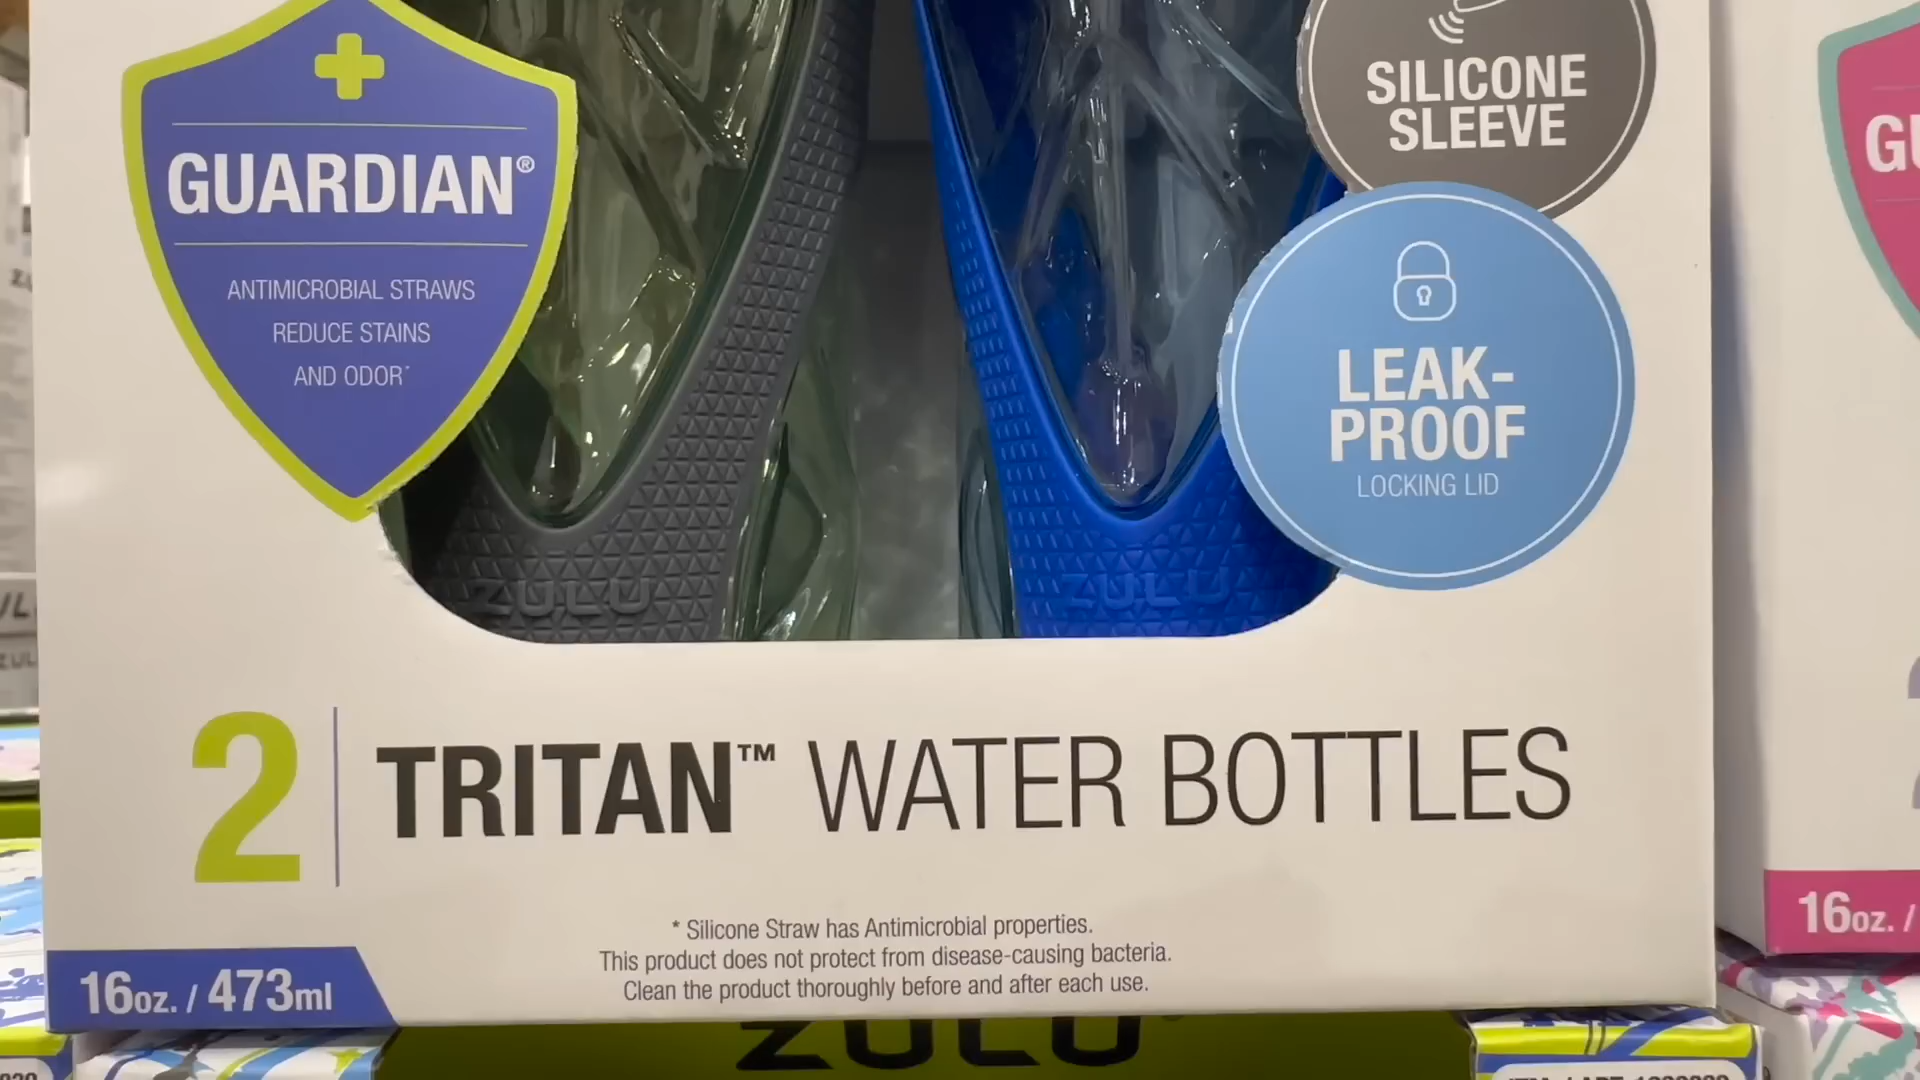 GUARDIAN®
ANTIMICROBIAL STRAWS
REDUCE STAINS
AND ODOR*
SILICONE
SLEEVE
LEAK-
PROOF
LOCKING LID
ZULU
ZULU
2 TRITAN™ WATER BOTTLES
* Silicone Straw has Antimicrobial properties.
This product does not protect from disease-causing bacteria.
Clean the product thoroughly before and after each use.
16oz. / 473ml
16oz. /
ZULU